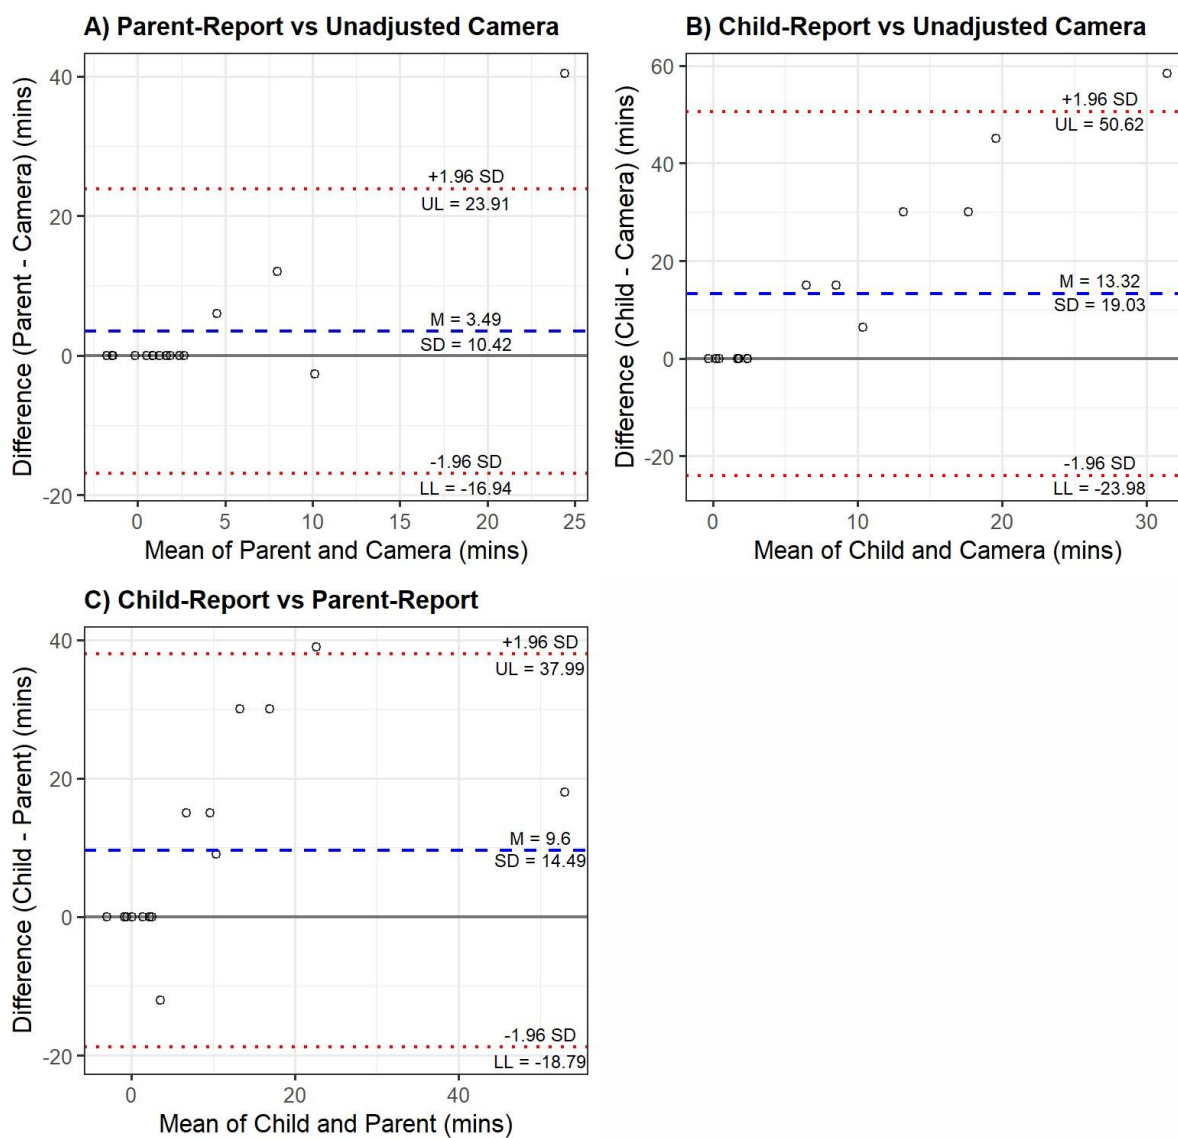 A) Parent-Report vs Unadjusted Camera
Difference (Parent - Camera) (mins)
40
20
0
-20
+1.96 SD
UL = 23.91
M = 3.49
SD = 10.42
-1.96 SD
LL = -16.94
0 5 10 15 20 25
Mean of Parent and Camera (mins)
B) Child-Report vs Unadjusted Camera
Difference (Child - Camera) (mins)
60
40
20
0
-20
+1.96 SD
UL = 50.62
M = 13.32
SD = 19.03
-1.96 SD
LL = -23.98
0 10 20 30
Mean of Child and Camera (mins)
C) Child-Report vs Parent-Report
Difference (Child - Parent) (mins)
40
20
0
-20
+1.96 SD
UL = 37.99
M = 9.6
SD = 14.49
-1.96 SD
LL = -18.79
0 20 40
Mean of Child and Parent (mins)